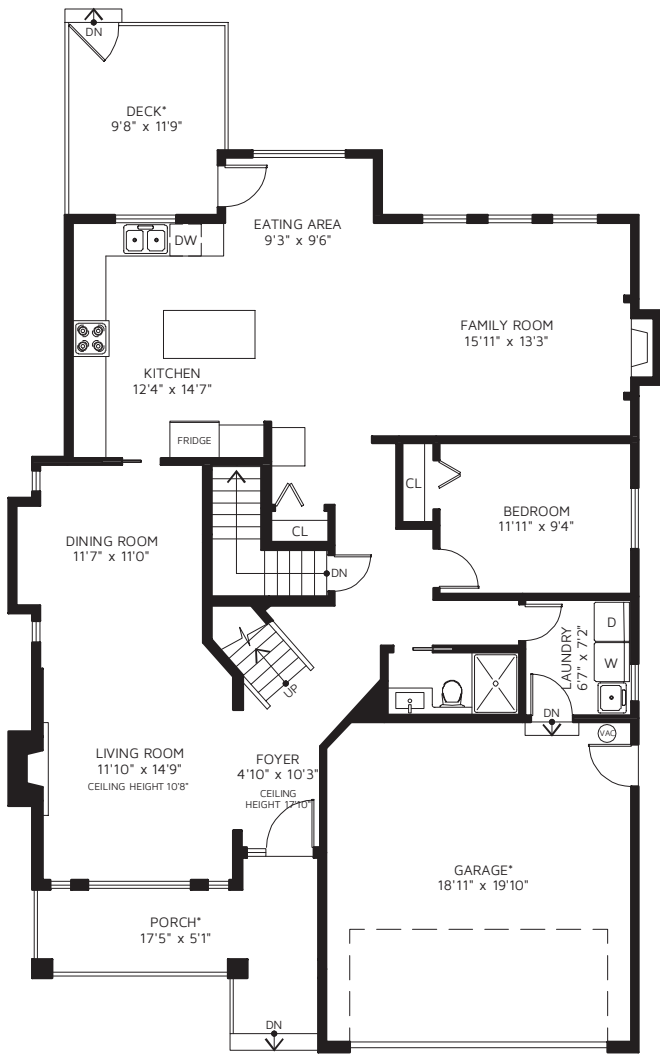 DN
DECK*
9'8" x 11'9"
EATING AREA
9'3" x 9'6"
DW
FAMILY ROOM
15'11" x 13'3"
KITCHEN
12'4" x 14'7"
FRIDGE
CL
BEDROOM
11'11" x 9'4"
DINING ROOM
11'7" x 11'0"
CL
DN
D
W
LAUNDRY
6'7" x 7'2"
UP
DN
VAC
LIVING ROOM
11'10" x 14'9"
CEILING HEIGHT 10'8"
FOYER
4'10" x 10'3"
CEILING
HEIGHT 17'10"
GARAGE*
18'11" x 19'10"
PORCH*
17'5" x 5'1"
DN